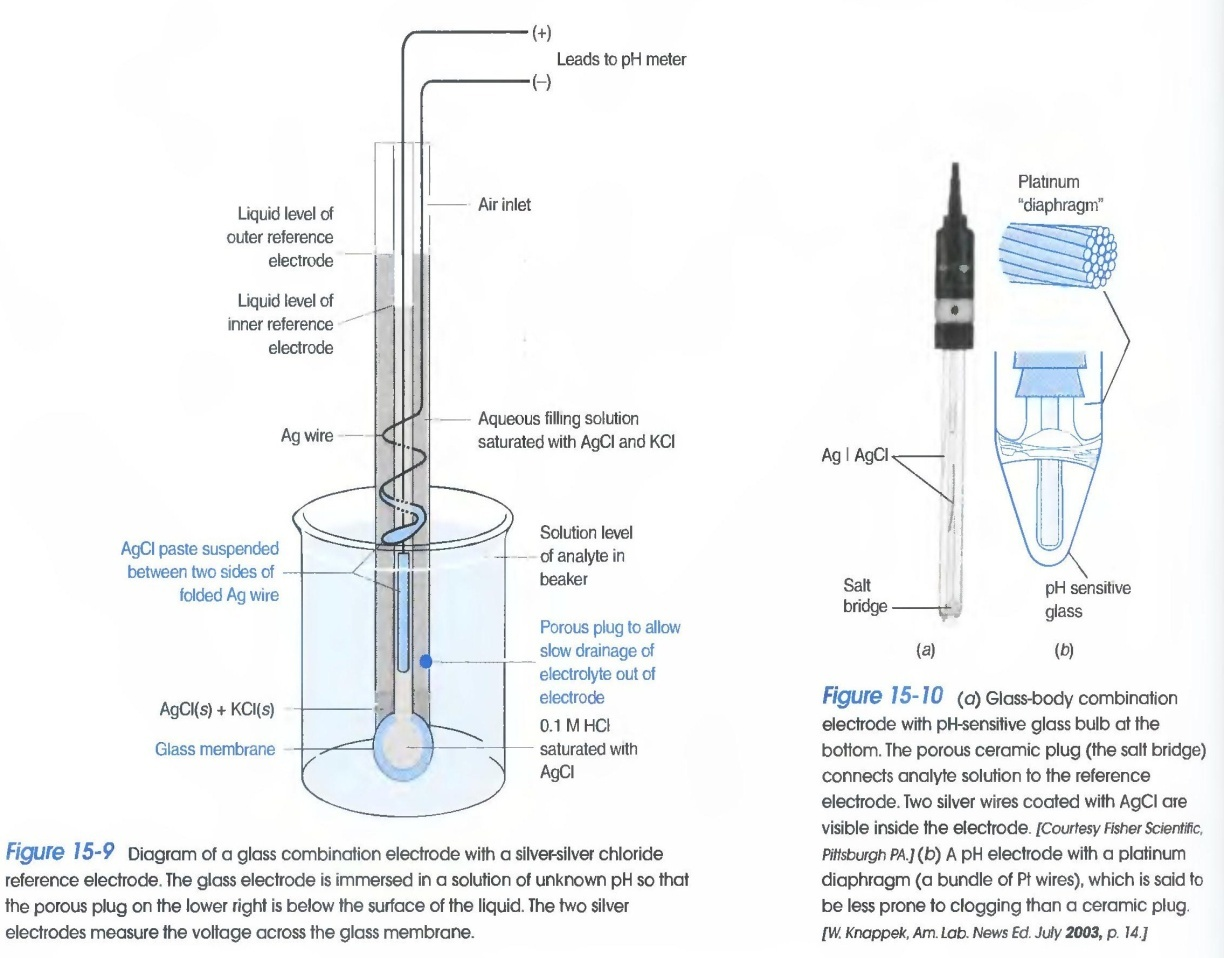 (+)
Leads to pH meter
(–)
Air inlet
Liquid level of
outer reference
electrode
Liquid level of
inner reference
electrode
Ag wire
Aqueous filling solution
saturated with AgCl and KCl
AgCl paste suspended
between two sides of
folded Ag wire
Solution level
of analyte in
beaker
Porous plug to allow
slow drainage of
electrolyte out of
electrode
AgCl(s) + KCl(s)
Glass membrane
0.1 M HCl
saturated with
AgCl
Figure 15-9 Diagram of a glass combination electrode with a silver-silver chloride
reference electrode. The glass electrode is immersed in a solution of unknown pH so that
the porous plug on the lower right is below the surface of the liquid. The two silver
electrodes measure the voltage across the glass membrane.
Platinum
"diaphragm"
Ag | AgCl
Salt
bridge
pH sensitive
glass
(a)
(b)
Figure 15-10 (a) Glass-body combination
electrode with pH-sensitive glass bulb at the
bottom. The porous ceramic plug (the salt bridge)
connects analyte solution to the reference
electrode. Two silver wires coated with AgCl are
visible inside the electrode. [Courtesy Fisher Scientific,
Pittsburgh PA.] (b) A pH electrode with a platinum
diaphragm (a bundle of Pt wires), which is said to
be less prone to clogging than a ceramic plug.
[W. Knappek, Am. Lab. News Ed. July 2003, p. 14.]